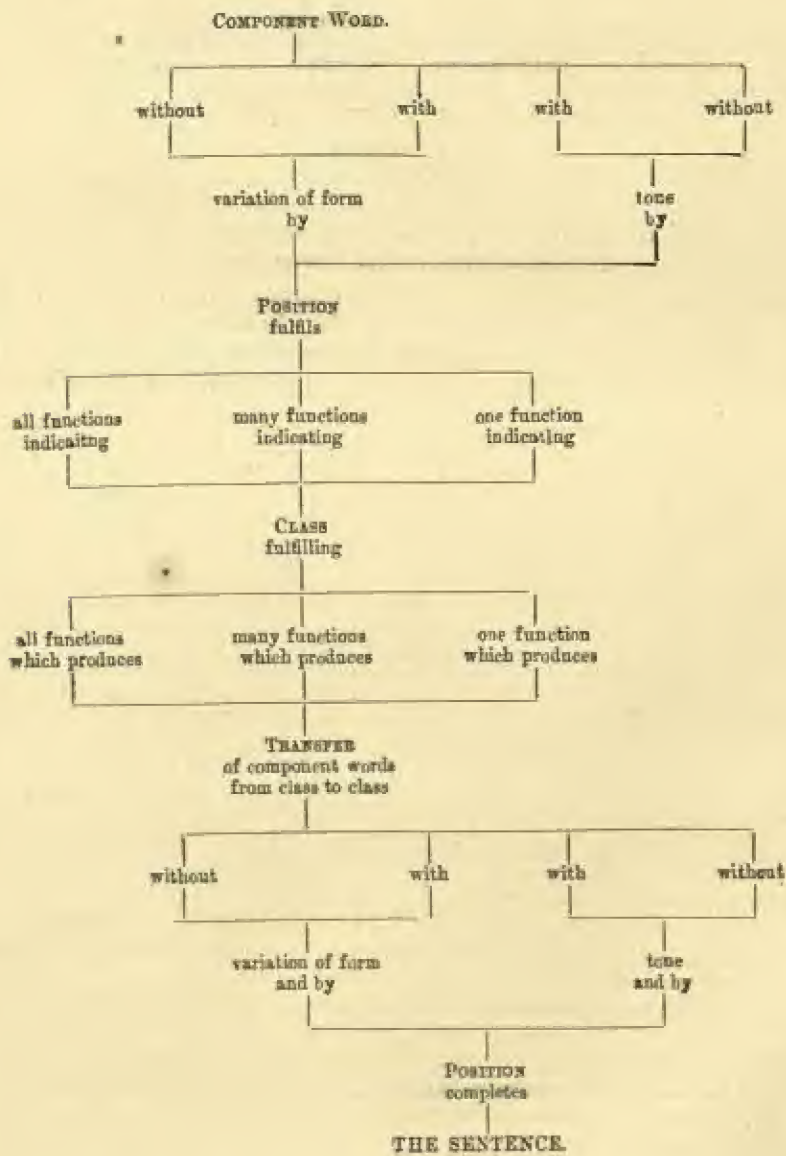 COMPONENT WORD.
without with with without
variation of form tone
by by
POSITION
fulfils
all functions many functions one function
indicaitng indicating indicating
CLASS
fulfilling
all functions many functions one function
which produces which produces which produces
TRANSFER
of component words
from class to class
without with with without
variation of form tone
and by and by
POSITION
completes
THE SENTENCE.